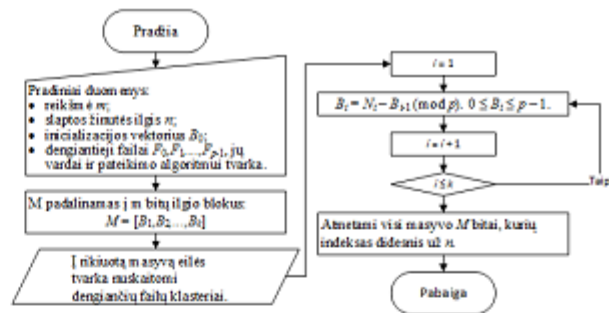 Pradžia
Pradiniai duomenys:
• reikšmė m;
• slaptos žinutės ilgis n;
• inicializacijos vektorius B₀;
• dengiantieji failai F₀,F₁,...,Fₚ₋₁, jų
vardai ir pateikimo algoritmui tvarka.
M padalinamas į m bitų ilgio blokus:
M = [B₁,B₂,...,Bₖ]
Į rikiuotą masyvą eilės
tvarka nuskaitomi
dengiančių failų klasteriai.
i = 1
Bᵢ = Nᵢ – Bᵢ₋₁ (mod p). 0 ≤ Bᵢ ≤ p – 1.
i = i + 1
i ≤ k
Taip
Atmetami visi masyvo M bitai, kurių
indeksas didesnis už n.
Pabaiga